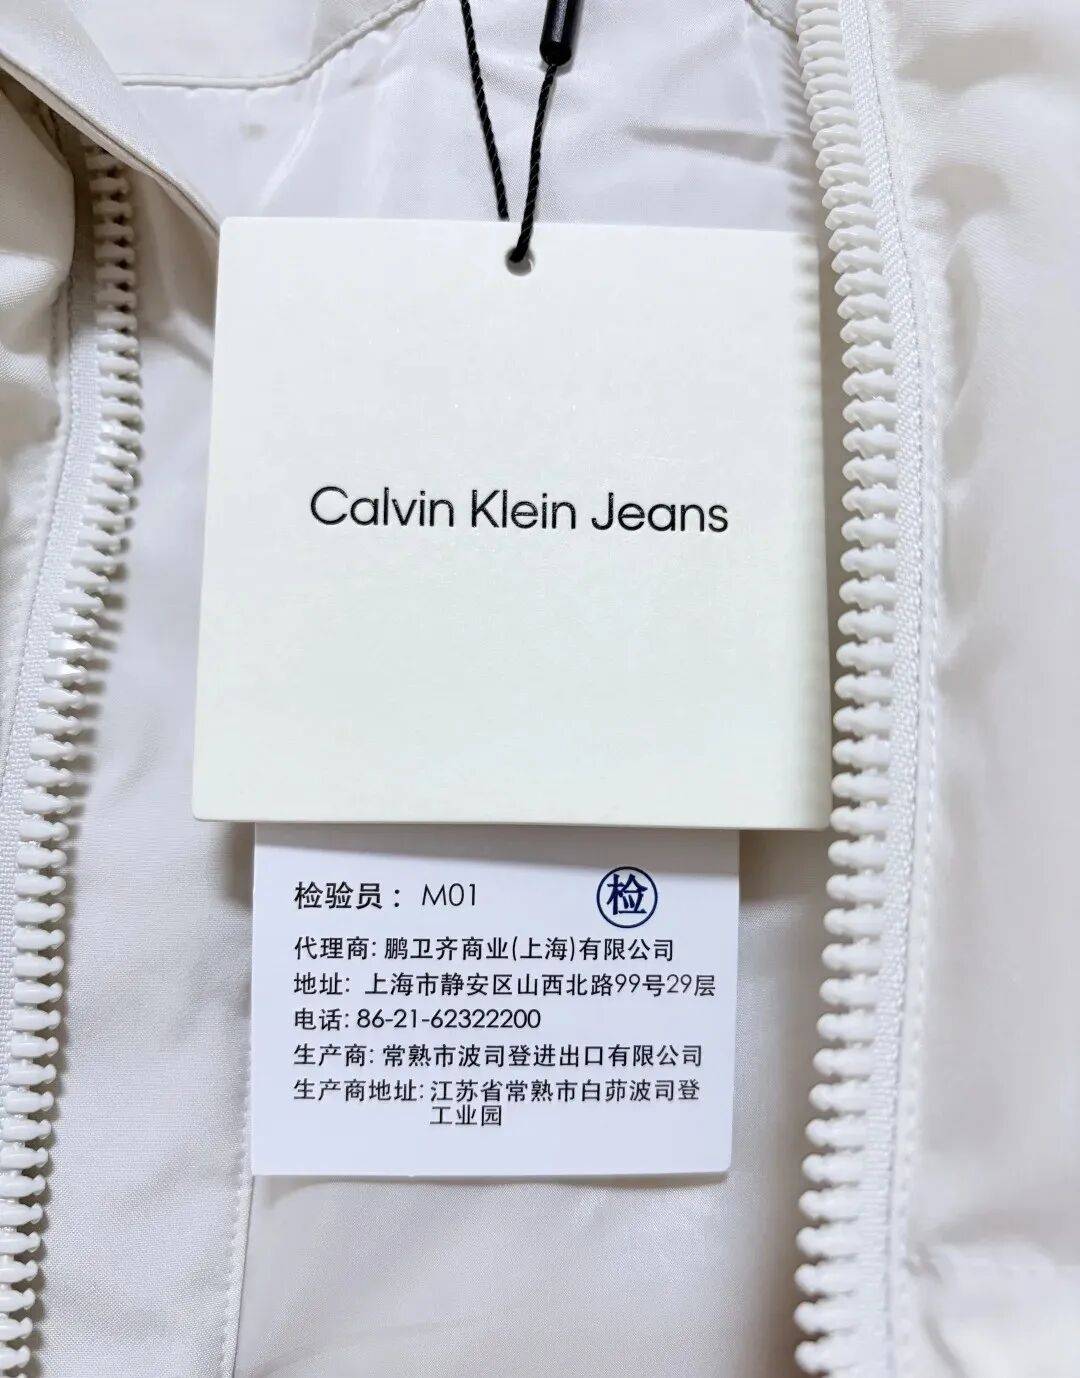 Calvin Klein Jeans
检验员： M01 检
代理商: 鹏卫齐商业(上海)有限公司
地址: 上海市静安区山西北路99号29层
电话: 86-21-62322200
生产商: 常熟市波司登进出口有限公司
生产商地址: 江苏省常熟市白茆波司登
工业园